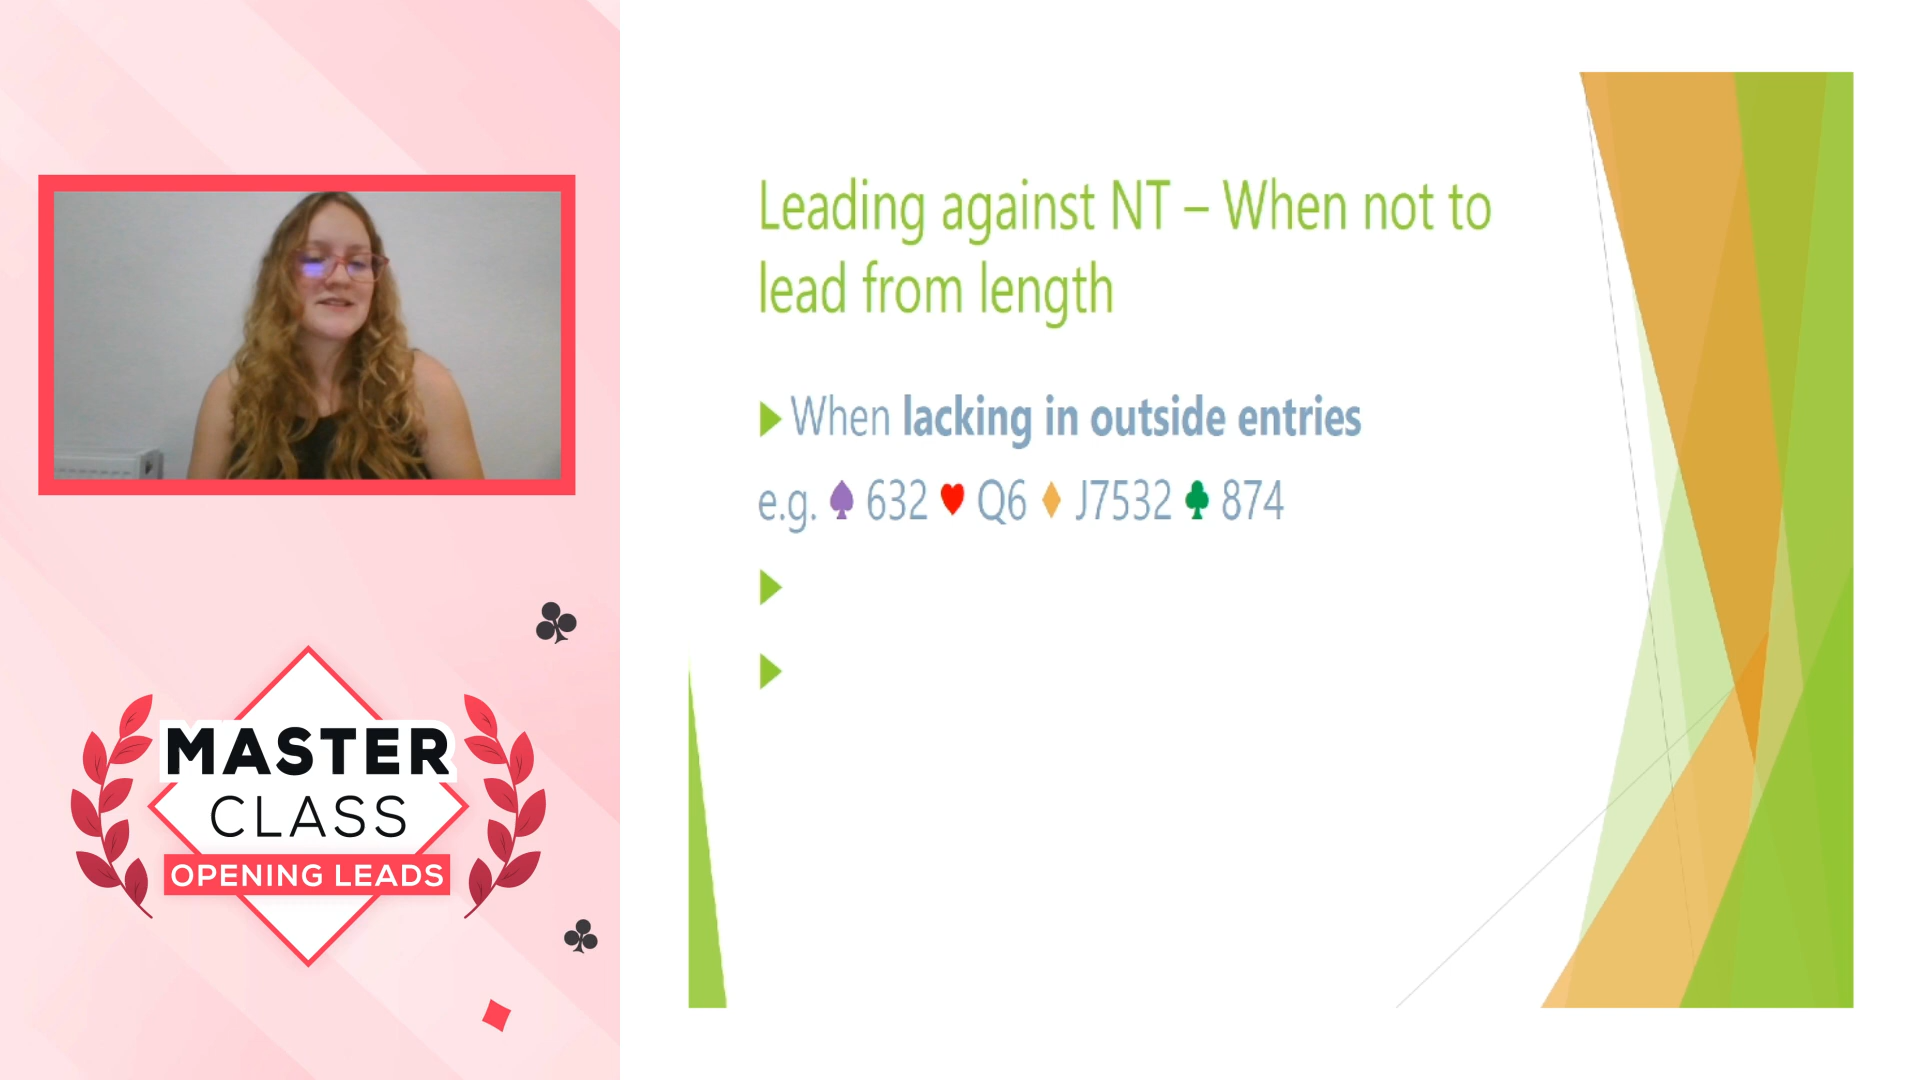 MASTER
CLASS
OPENING LEADS
Leading against NT – When not to
lead from length
When lacking in outside entries
e.g. ♠ 632 ♥ Q6 ♦ J7532 ♣ 874